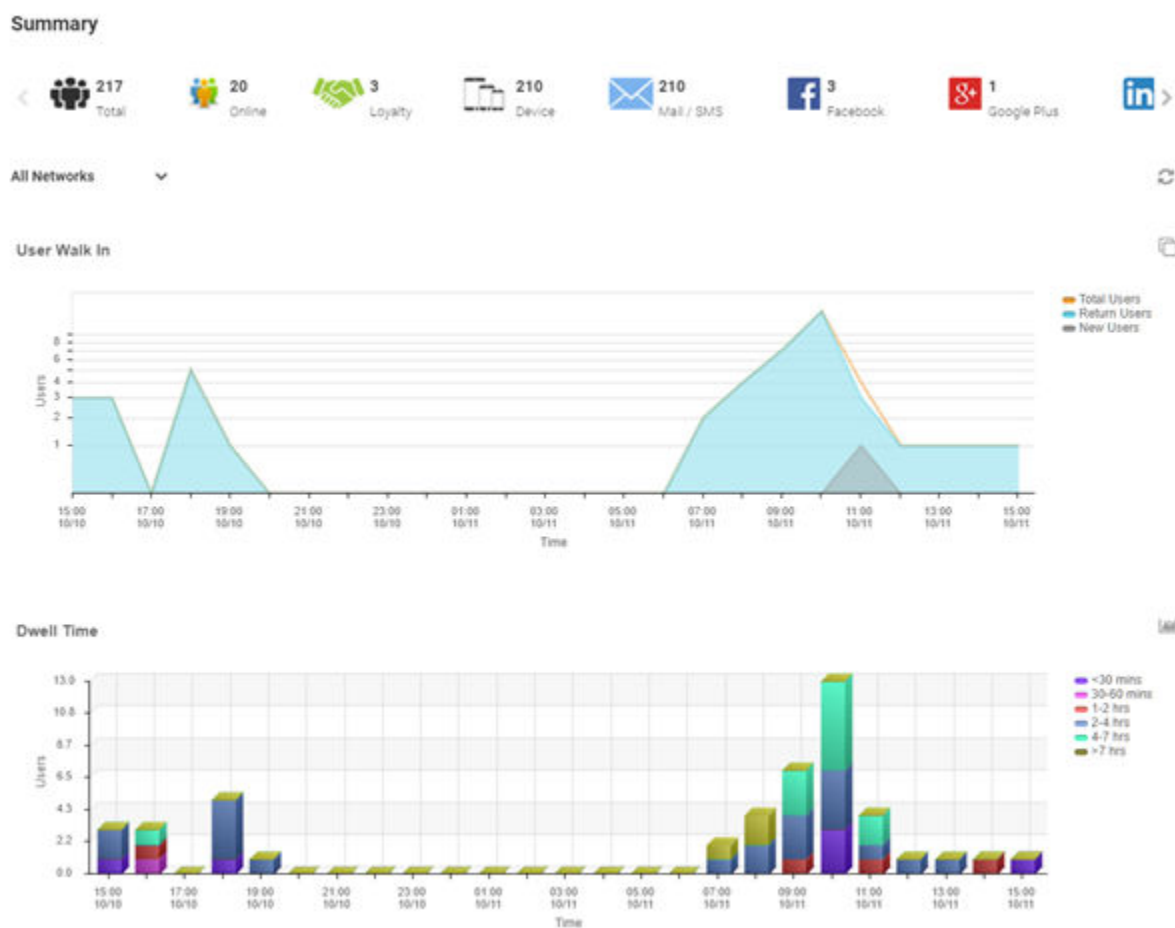 Summary
217 Total
20 Online
3 Loyalty
210 Device
210 Mail / SMS
3 Facebook
1 Google Plus
in
All Networks
User Walk In
Total Users
Return Users
New Users
8
6
4
3
2
1
Users
15:00 17:00 19:00 21:00 23:00 01:00 03:00 05:00 07:00 09:00 11:00 13:00 15:00
10/10 10/10 10/10 10/10 10/10 10/11 10/11 10/11 10/11 10/11 10/11 10/11 10/11
Time
Dwell Time
<30 mins
30-60 mins
1-2 hrs
2-4 hrs
4-7 hrs
>7 hrs
13.0
10.8
8.7
6.5
4.3
2.2
0.0
Users
15:00 17:00 19:00 21:00 23:00 01:00 03:00 05:00 07:00 09:00 11:00 13:00 15:00
10/10 10/10 10/10 10/10 10/10 10/11 10/11 10/11 10/11 10/11 10/11 10/11 10/11
Time